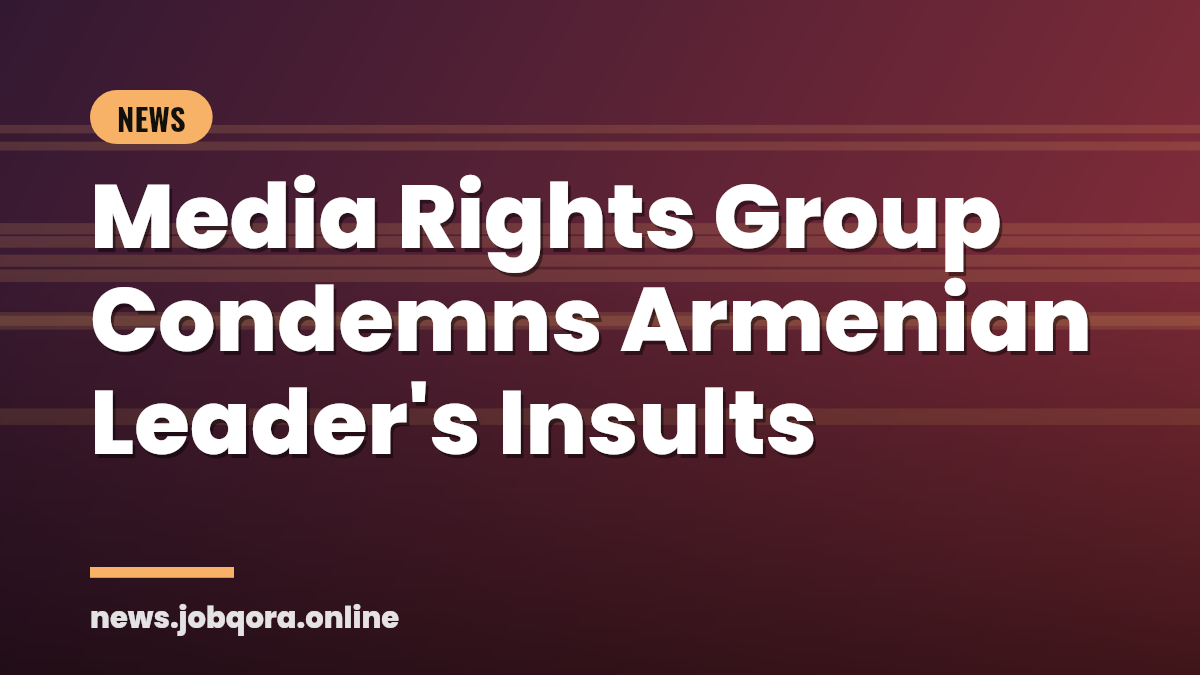 NEWS
Media Rights Group
Condemns Armenian
Leader's Insults
news.jobqora.online